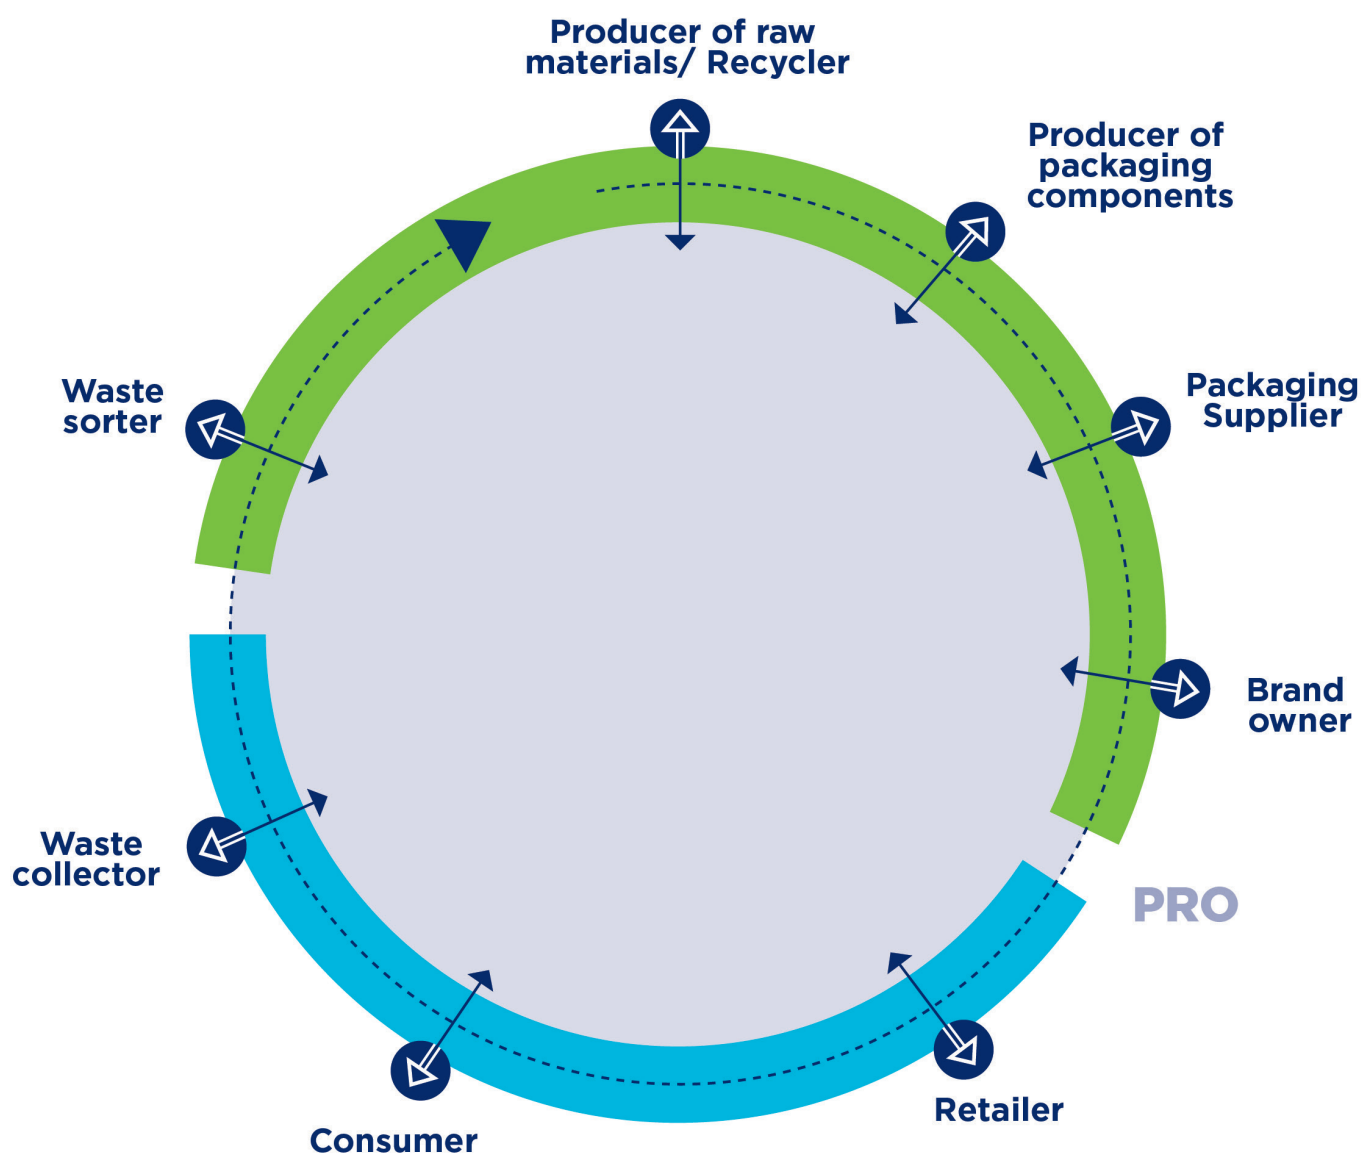 Producer of raw
materials/ Recycler
Producer of
packaging
components
Packaging
Supplier
Brand
owner
PRO
Retailer
Consumer
Waste
collector
Waste
sorter